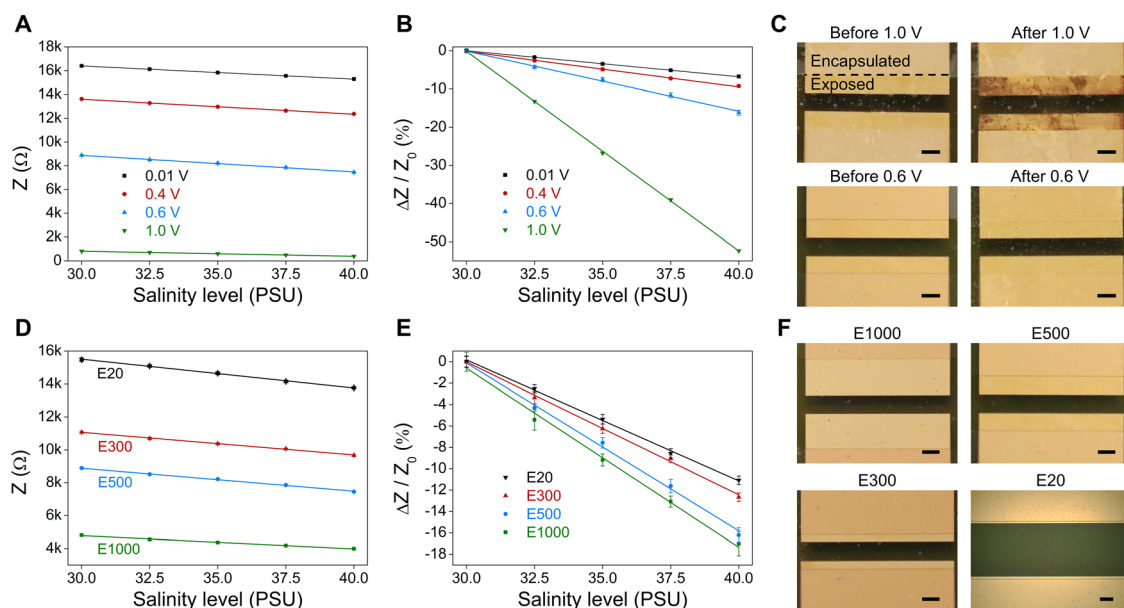 A
18k
16k
14k
12k
10k
8k
6k
4k
2k
0
Z (Ω)
0.01 V
0.4 V
0.6 V
1.0 V
30.0 32.5 35.0 37.5 40.0
Salinity level (PSU)
B
0
-10
-20
-30
-40
-50
ΔZ / Z₀ (%)
0.01 V
0.4 V
0.6 V
1.0 V
30.0 32.5 35.0 37.5 40.0
Salinity level (PSU)
C
Before 1.0 V
After 1.0 V
Encapsulated
Exposed
Before 0.6 V
After 0.6 V
D
16k
14k
12k
10k
8k
6k
4k
Z (Ω)
E20
E300
E500
E1000
30.0 32.5 35.0 37.5 40.0
Salinity level (PSU)
E
0
-2
-4
-6
-8
-10
-12
-14
-16
-18
ΔZ / Z₀ (%)
E20
E300
E500
E1000
30.0 32.5 35.0 37.5 40.0
Salinity level (PSU)
F
E1000
E500
E300
E20